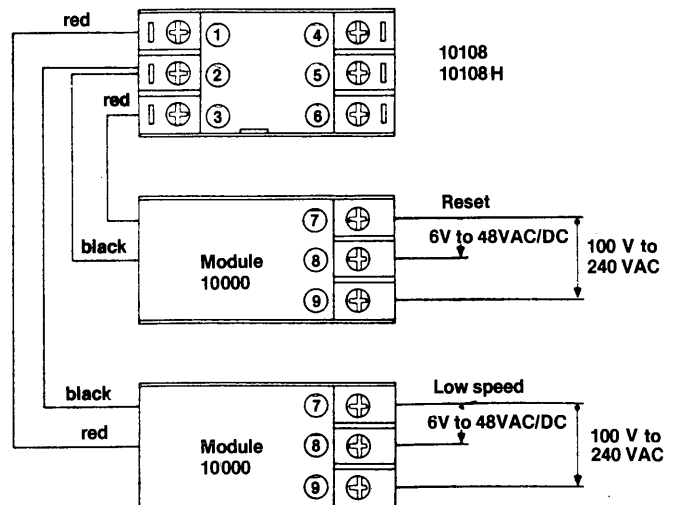 red
1 4
10108
2 5
10108H
red
3 6
Reset
7
6V to 48VAC/DC
100 V to
240 VAC
black
Module
10000
8
9
black
Low speed
7
6V to 48VAC/DC
red
100 V to
240 VAC
Module
10000
8
9